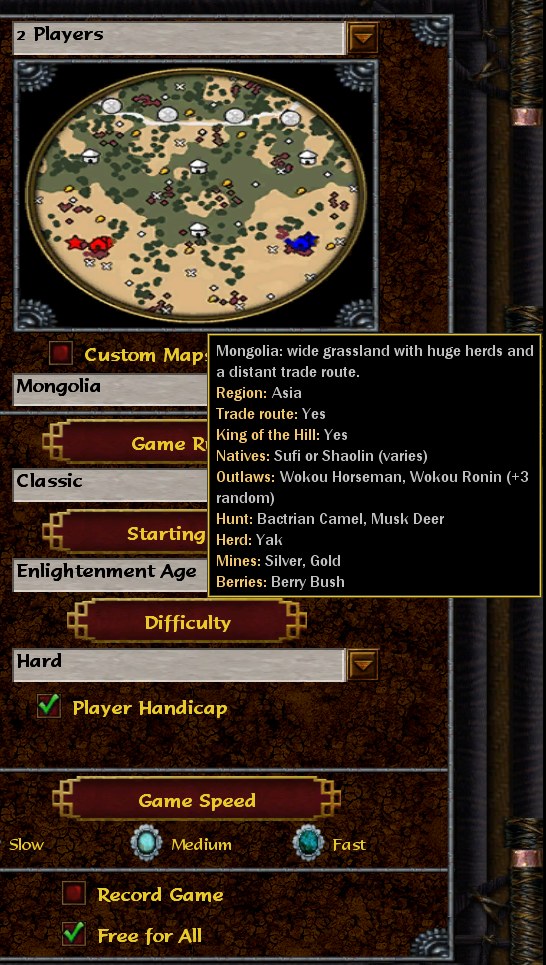 2 Players
Custom Maps
Mongolia: wide grassland with huge herds and
a distant trade route.
Region: Asia
Trade route: Yes
King of the Hill: Yes
Natives: Sufi or Shaolin (varies)
Outlaws: Wokou Horseman, Wokou Ronin (+3
random)
Hunt: Bactrian Camel, Musk Deer
Herd: Yak
Mines: Silver, Gold
Berries: Berry Bush
Mongolia
Game R
Classic
Starting
Enlightenment Age
Difficulty
Hard
Player Handicap
Game Speed
Slow Medium Fast
Record Game
Free for All